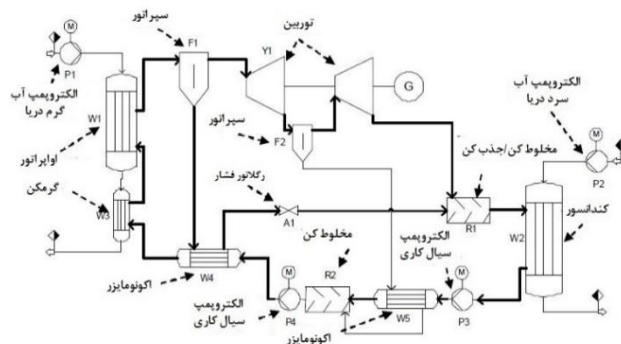 سپراتور
F1
توربین
Y1
M
P1
الکتروپمپ آب
گرم دریا
W1
اواپراتور
گرمکن
W3
سپراتور
F2
G
الکتروپمپ آب
سرد دریا
M
P2
مخلوط کن/جذب کن
رگلاتور فشار
A1
R1
W2
کندانسور
W4
اکونومایزر
مخلوط کن
R2
M
P4
الکتروپمپ
سیال کاری
W5
اکونومایزر
الکتروپمپ
سیال کاری
M
P3